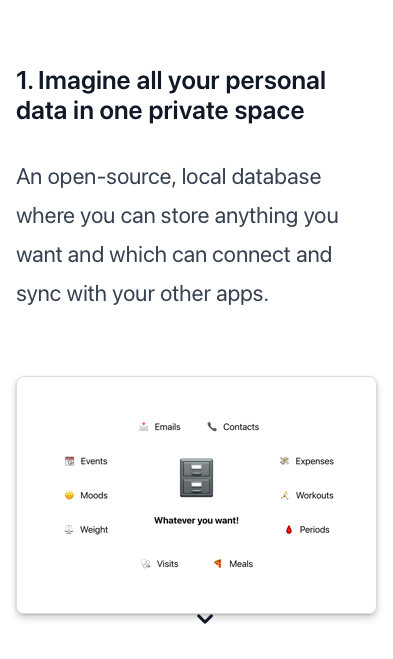 1. Imagine all your personal
data in one private space
An open-source, local database
where you can store anything you
want and which can connect and
sync with your other apps.
Emails Contacts
Events Expenses
Moods Workouts
Whatever you want!
Weight Periods
Visits Meals